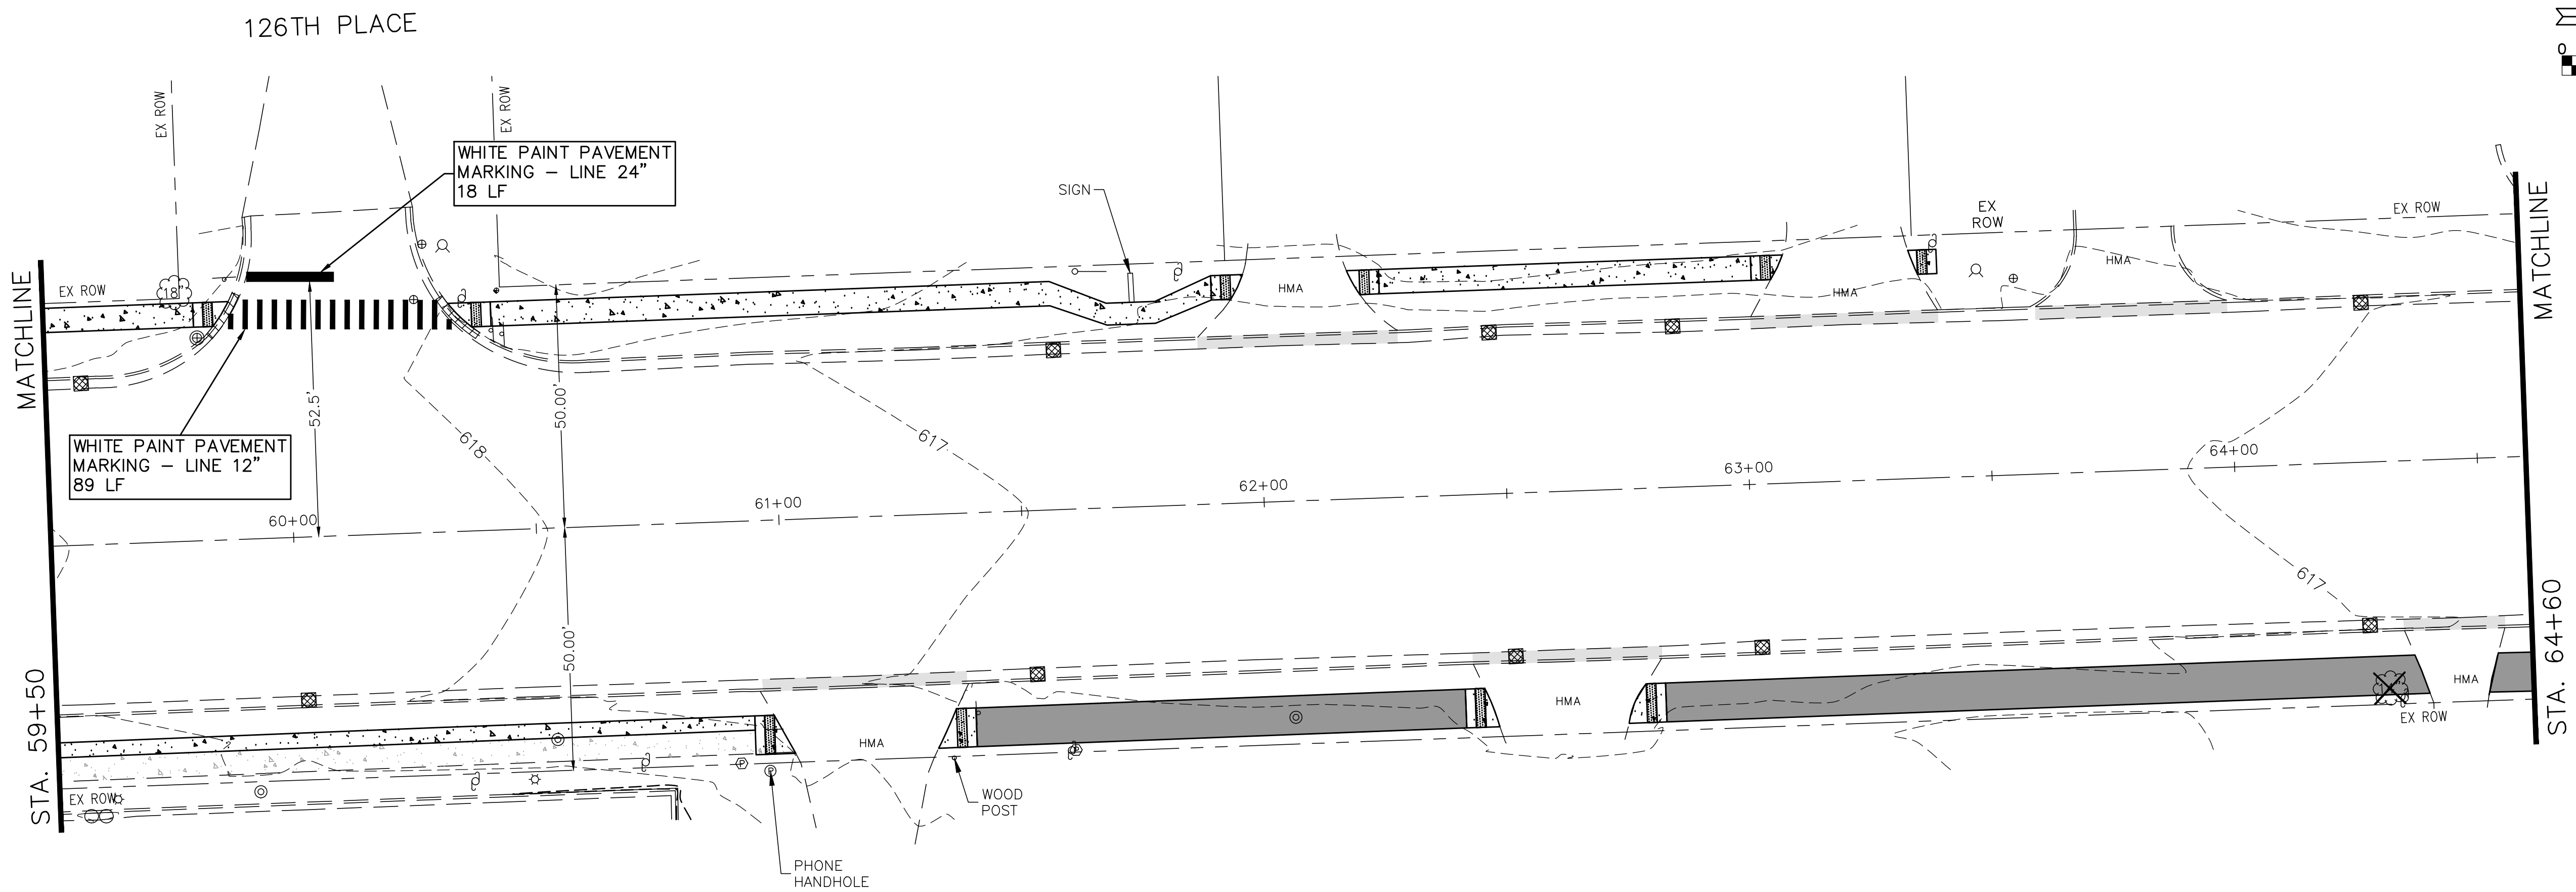 126TH PLACE
0
EX ROW
EX ROW
WHITE PAINT PAVEMENT
MARKING – LINE 24"
18 LF
SIGN
EX
ROW
EX ROW
MATCHLINE
MATCHLINE
EX ROW
18"
HMA
HMA
HMA
52.5'
50.00'
WHITE PAINT PAVEMENT
MARKING – LINE 12"
89 LF
618
617
60+00
61+00
62+00
63+00
64+00
617
50.00'
STA. 59+50
STA. 64+60
HMA
HMA
HMA
EX ROW
EX ROW
P
P
WOOD
POST
PHONE
HANDHOLE